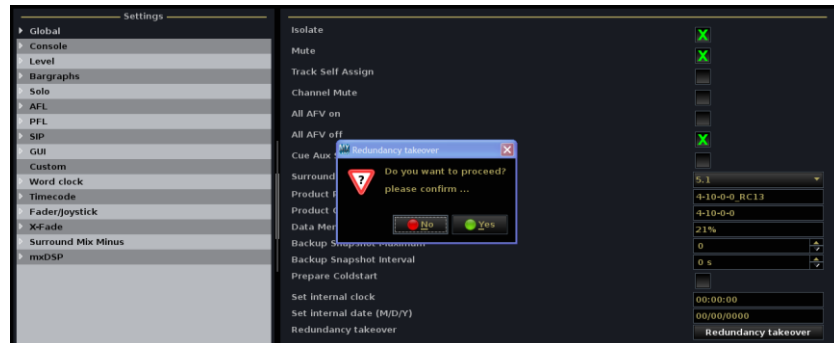 Settings
Global
Console
Level
Bargraphs
Solo
AFL
PFL
SIP
GUI
Custom
Word clock
Timecode
Fader/Joystick
X-Fade
Surround Mix Minus
mxDSP
Isolate
X
Mute
X
Track Self Assign
Channel Mute
All AFV on
All AFV off
X
Cue Aux
Surround
5.1
Product
4-10-0-0_RC13
Product
4-10-0-0
Data Mem
21%
Backup Snapshot Maximum
0
Backup Snapshot Interval
0 s
Prepare Coldstart
Set internal clock
00:00:00
Set internal date (M/D/Y)
00/00/0000
Redundancy takeover
Redundancy takeover
Redundancy takeover
X
?
Do you want to proceed?
please confirm ...
No
Yes